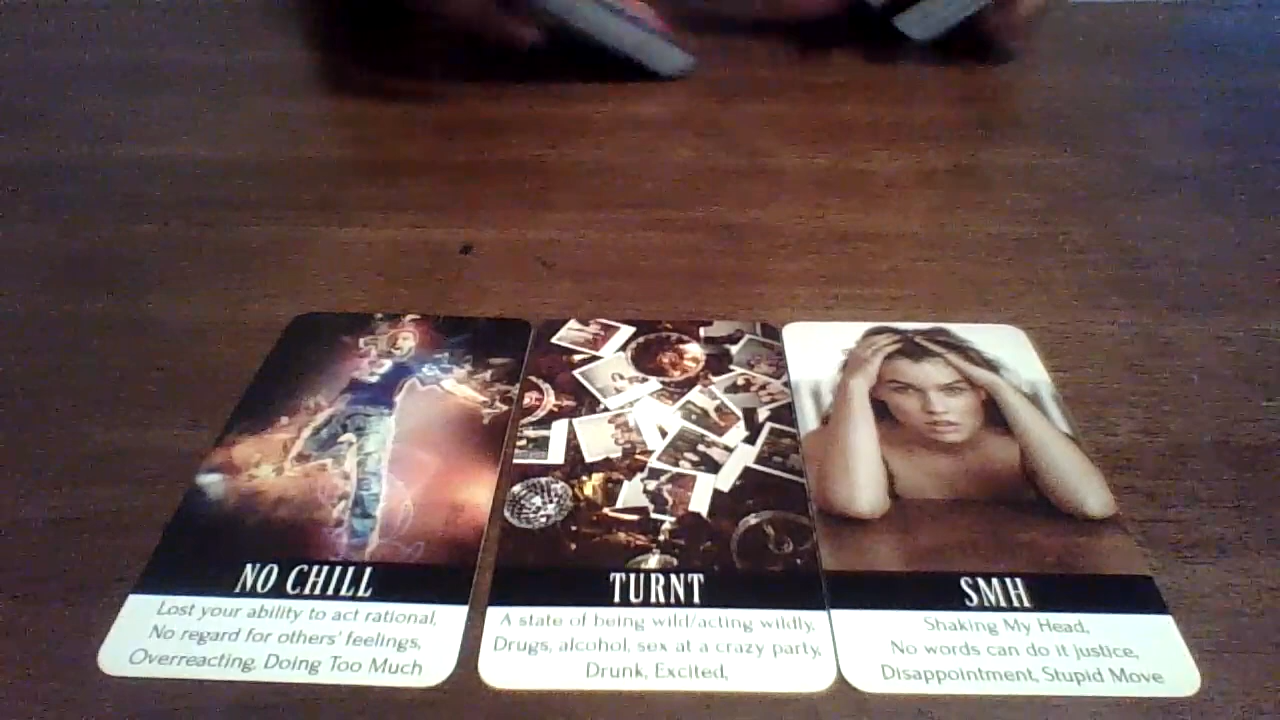 NO CHILL
Lost your ability to act rational,
No regard for others' feelings,
Overreacting, Doing Too Much
TURNT
A state of being wild/acting wildly,
Drugs, alcohol, sex at a crazy party,
Drunk, Excited,
SMH
Shaking My Head,
No words can do it justice,
Disappointment, Stupid Move